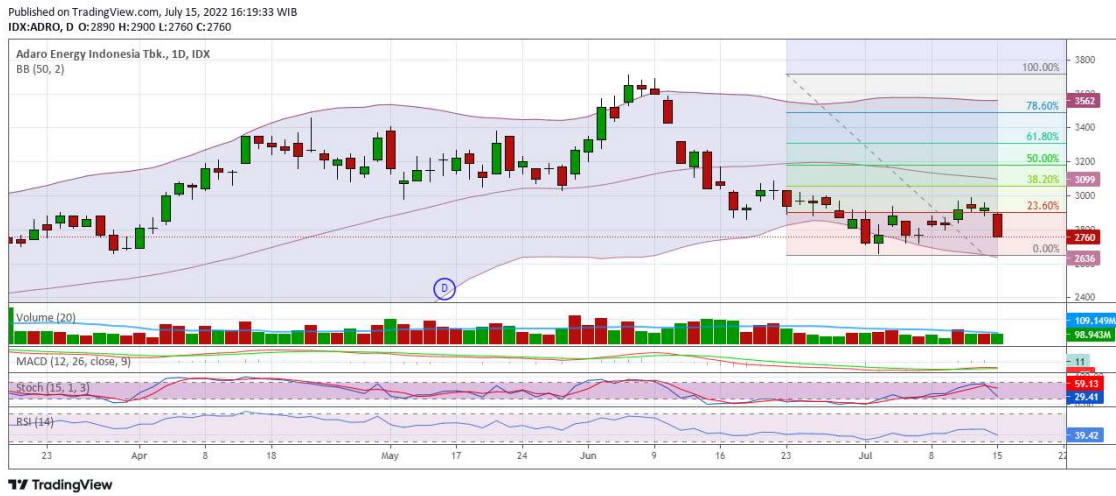 Published on TradingView.com, July 15, 2022 16:19:33 WIB
IDX:ADRO, D O:2890 H:2900 L:2760 C:2760
Adaro Energy Indonesia Tbk., 1D, IDX
BB (50, 2)
3800
100.00%
3562
78.60%
3400
61.80%
50.00%
3200
3099
38.20%
3000
23.60%
2760
0.00%
2636
2400
D
Volume (20)
109.149M
98.943M
MACD (12, 26, close, 9)
11
Stoch (15, 1, 3)
59.13
29.41
RSI (14)
39.42
23 Apr 8 18 May 17 24 Jun 9 16 23 Jul 8 15 22
TradingView